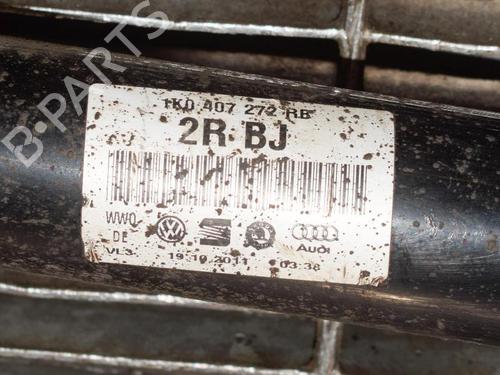 B-PARTS
1K0 407 272 RB
2R BJ
WWO
DE
VL3
Audi
19.10.2011 03:38